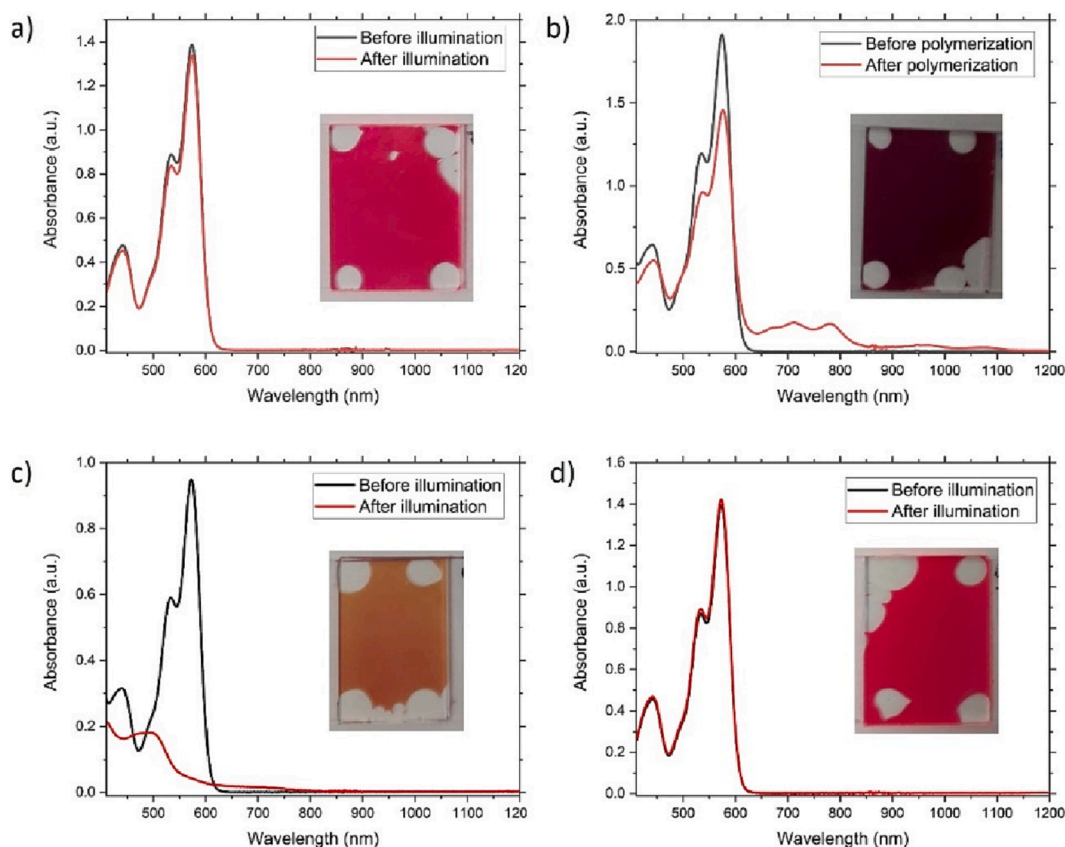 a)
Before illumination
After illumination
Absorbance (a.u.)
1.4
1.2
1.0
0.8
0.6
0.4
0.2
0.0
500 600 700 800 900 1000 1100 1200
Wavelength (nm)
b)
Before polymerization
After polymerization
Absorbance (a.u.)
2.0
1.5
1.0
0.5
0.0
500 600 700 800 900 1000 1100 1200
Wavelength (nm)
c)
Before illumination
After illumination
Absorbance (a.u.)
1.0
0.8
0.6
0.4
0.2
0.0
500 600 700 800 900 1000 1100 120
Wavelength (nm)
d)
Before illumination
After illumination
Absorbance (a.u.)
1.6
1.4
1.2
1.0
0.8
0.6
0.4
0.2
0.0
500 600 700 800 900 1000 1100 1200
Wavelength (nm)